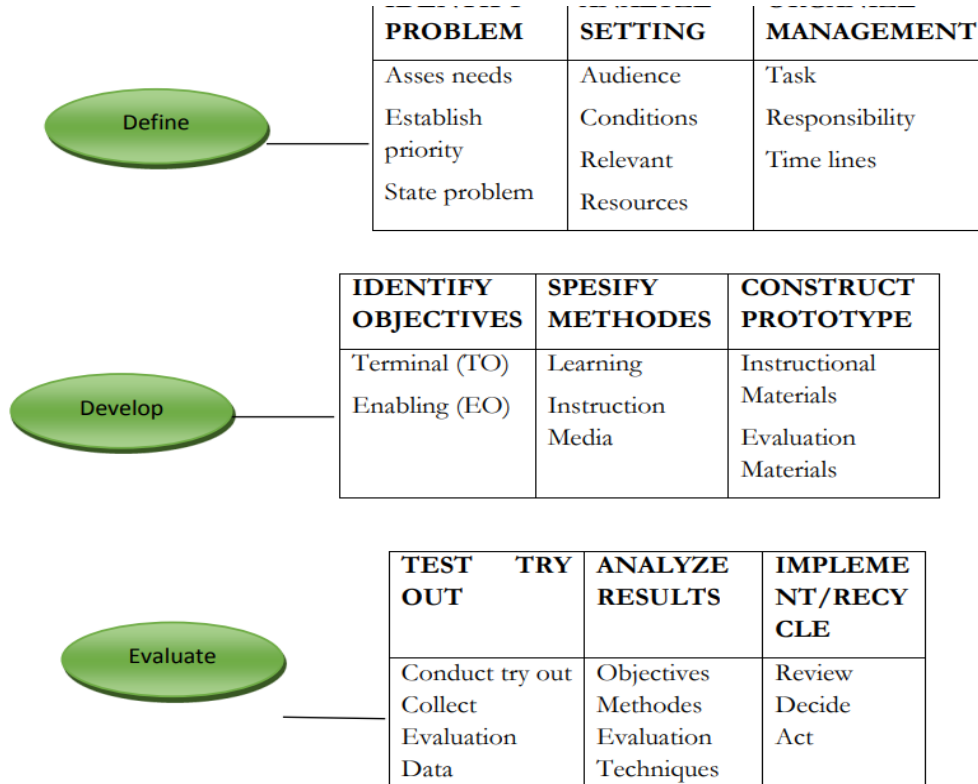 PROBLEM
SETTING
MANAGEMENT
Define
Asses needs
Establish
priority
State problem
Audience
Conditions
Relevant
Resources
Task
Responsibility
Time lines
IDENTIFY
OBJECTIVES
SPESIFY
METHODES
CONSTRUCT
PROTOTYPE
Develop
Terminal (TO)
Enabling (EO)
Learning
Instruction
Media
Instructional
Materials
Evaluation
Materials
TEST TRY
OUT
ANALYZE
RESULTS
IMPLEME
NT/RECY
CLE
Evaluate
Conduct try out
Collect
Evaluation
Data
Objectives
Methodes
Evaluation
Techniques
Review
Decide
Act